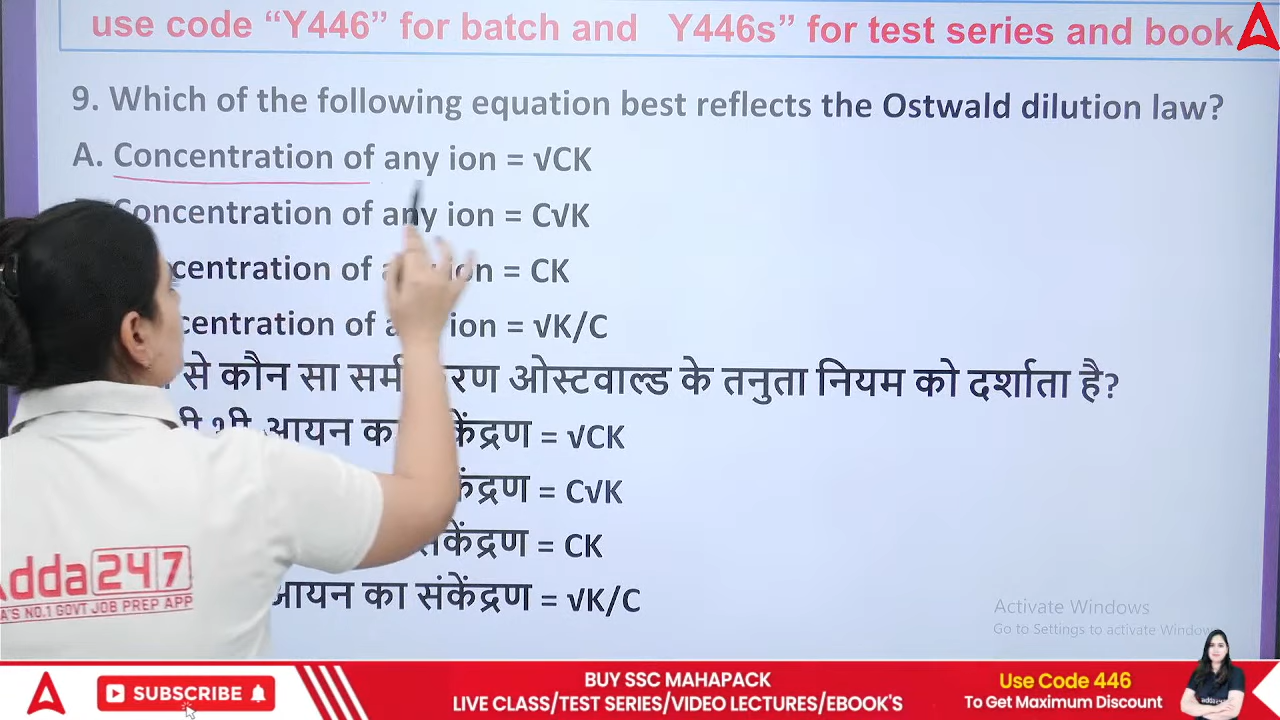 use code “Y446” for batch and Y446s” for test series and book
9. Which of the following equation best reflects the Ostwald dilution law?
A. Concentration of any ion = √CK
Concentration of any ion = C√K
centration of ion = CK
centration of ion = √K/C
से कौन सा समीकरण ओस्टवाल्ड के तनुता नियम को दर्शाता है?
भी आयन का संकेंद्रण = √CK
= C√K
संकेंद्रण = CK
आयन का संकेंद्रण = √K/C
Adda247
A'S NO.1 GOVT JOB PREP APP
Activate Windows
Go to Settings to activate Windows
SUBSCRIBE
BUY SSC MAHAPACK
LIVE CLASS/TEST SERIES/VIDEO LECTURES/EBOOK'S
Use Code 446
To Get Maximum Discount